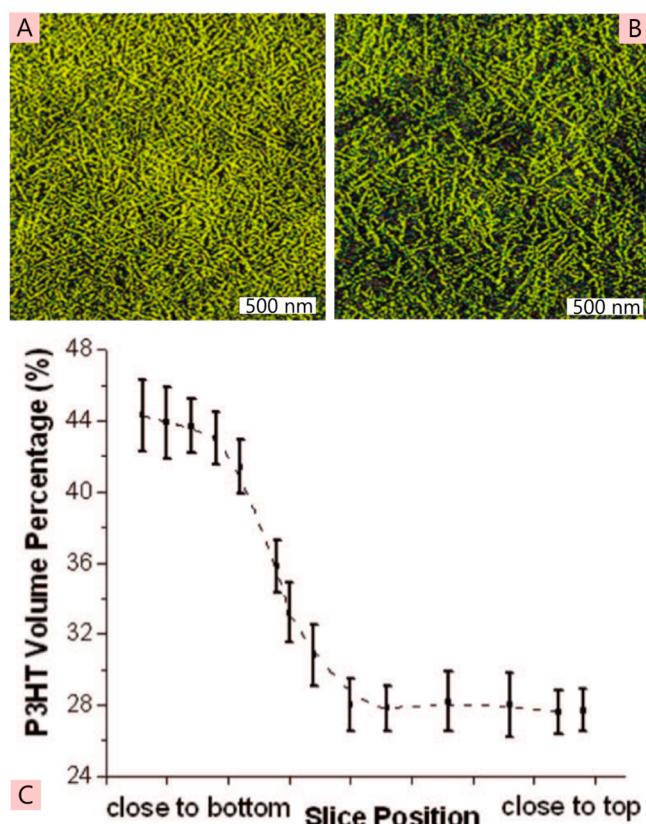 A
B
500 nm
500 nm
P3HT Volume Percentage (%)
48
44
40
36
32
28
24
C
close to bottom Slice Position close to top